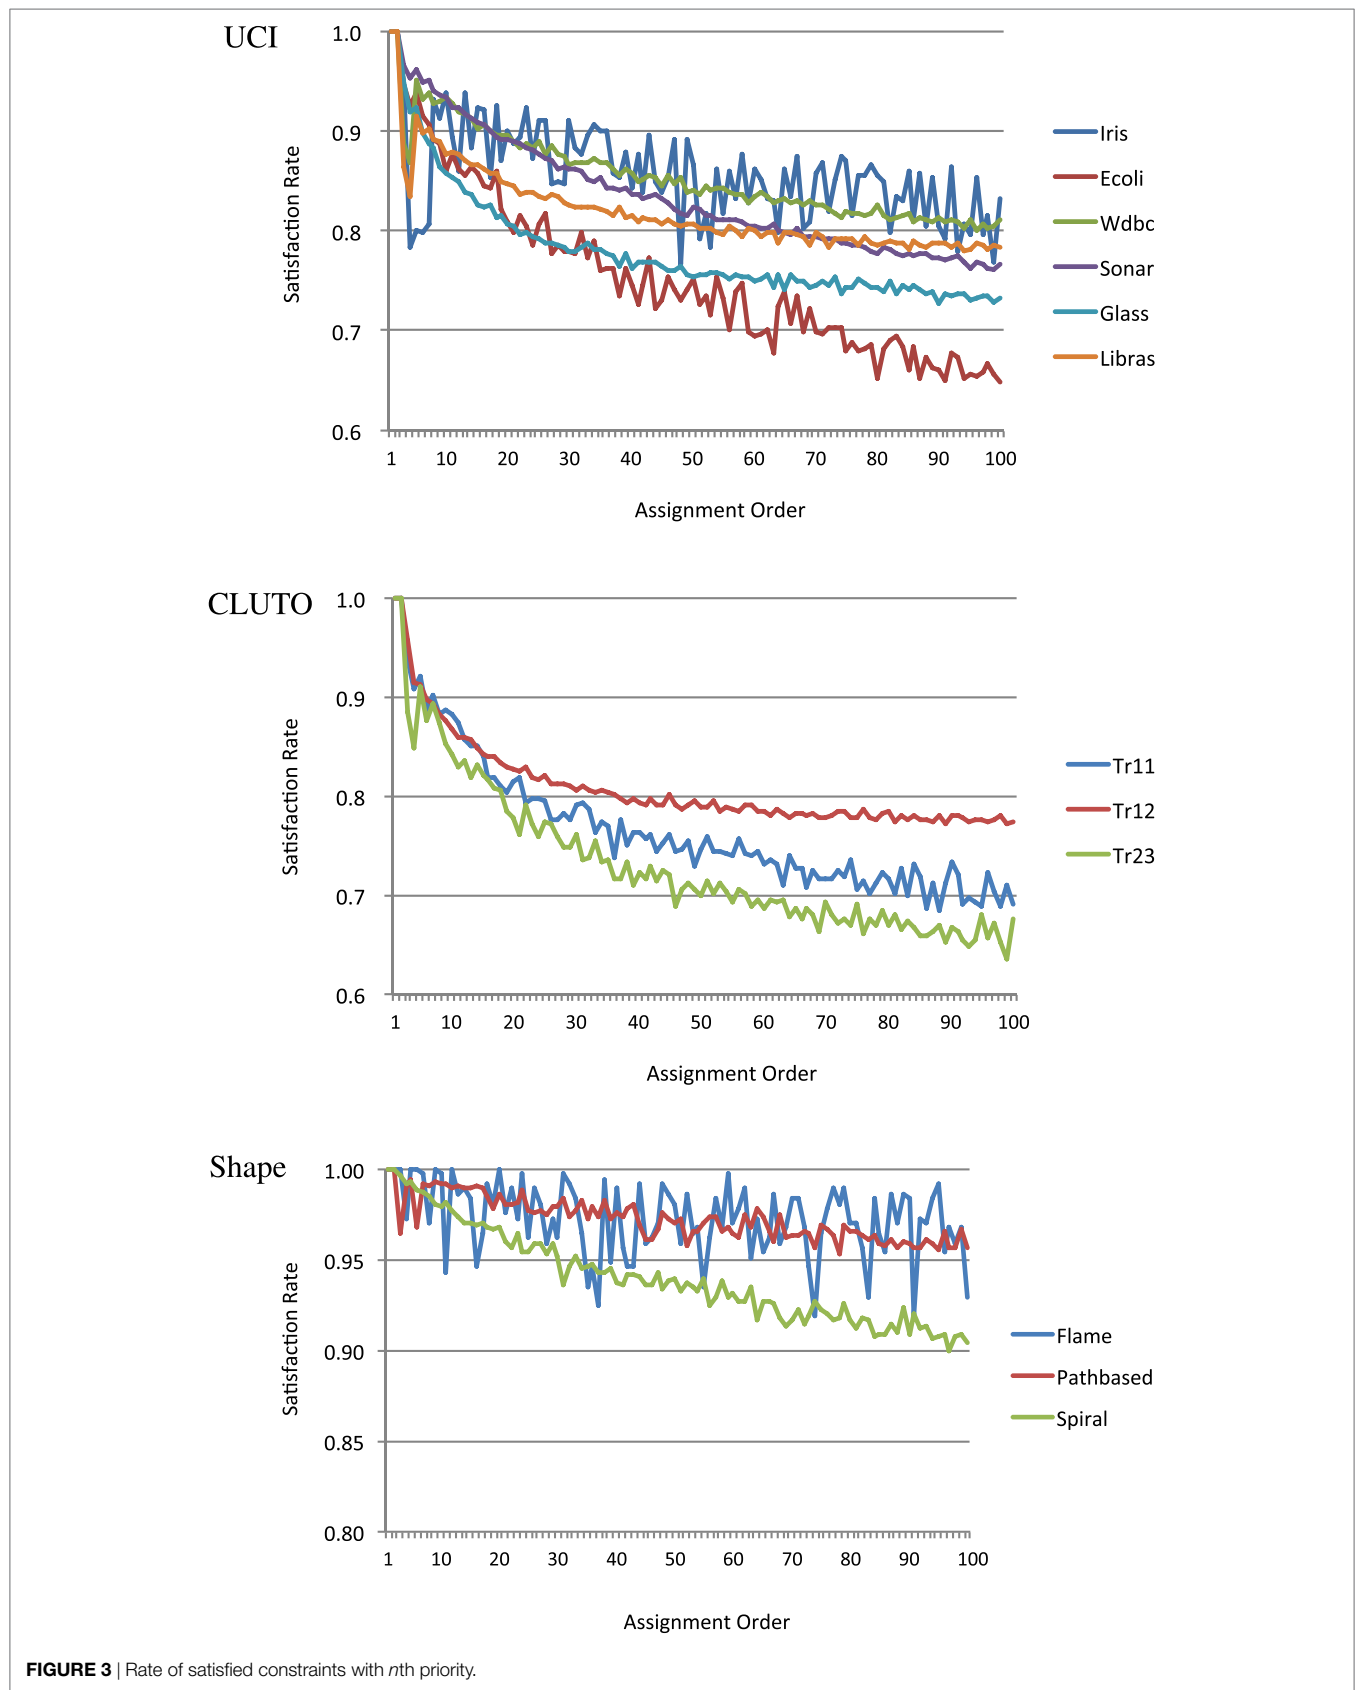 UCI
1.0
0.9
0.8
0.7
0.6
Satisfaction Rate
1 10 20 30 40 50 60 70 80 90 100
Assignment Order
Iris
Ecoli
Wdbc
Sonar
Glass
Libras
CLUTO
1.0
0.9
0.8
0.7
0.6
Satisfaction Rate
1 10 20 30 40 50 60 70 80 90 100
Assignment Order
Tr11
Tr12
Tr23
Shape
1.00
0.95
0.90
0.85
0.80
Satisfaction Rate
1 10 20 30 40 50 60 70 80 90 100
Assignment Order
Flame
Pathbased
Spiral
FIGURE 3 | Rate of satisfied constraints with nth priority.